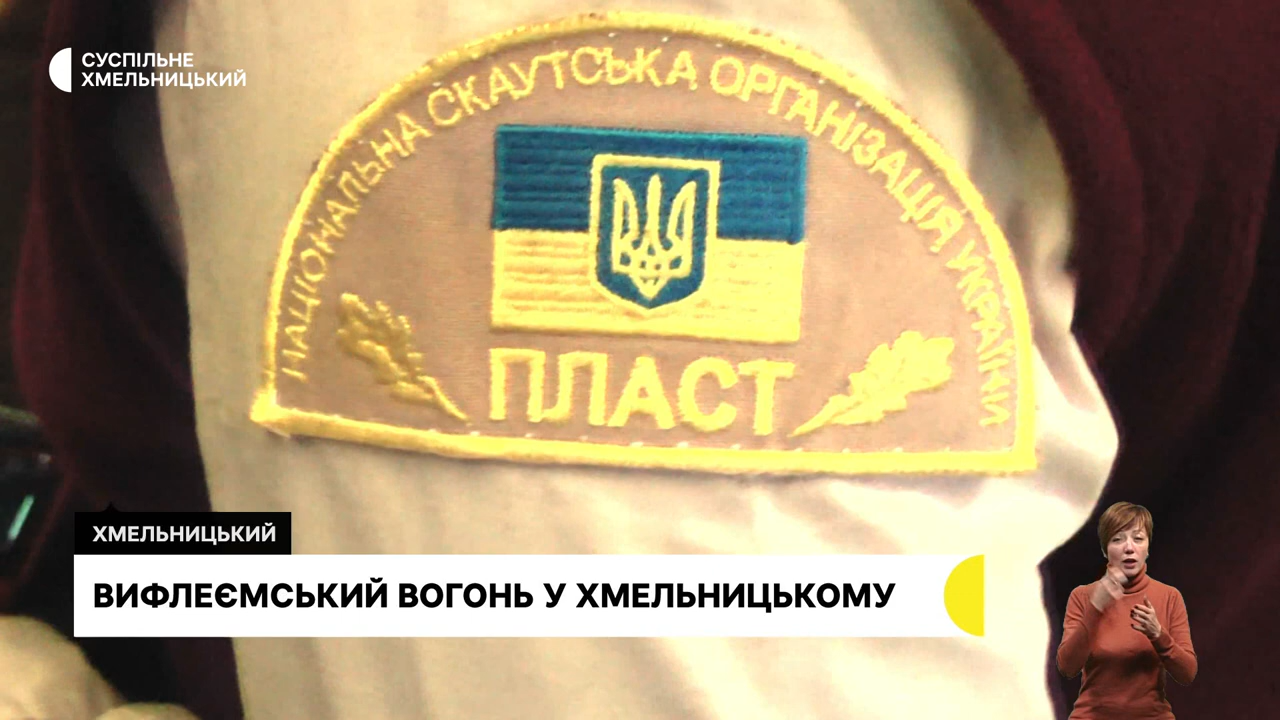 СУСПІЛЬНЕ
ХМЕЛЬНИЦЬКИЙ
НАЦІОНАЛЬНА СКАУТСЬКА ОРГАНІЗАЦІЯ УКРАЇНИ
ПЛАСТ
ХМЕЛЬНИЦЬКИЙ
ВИФЛЕЄМСЬКИЙ ВОГОНЬ У ХМЕЛЬНИЦЬКОМУ